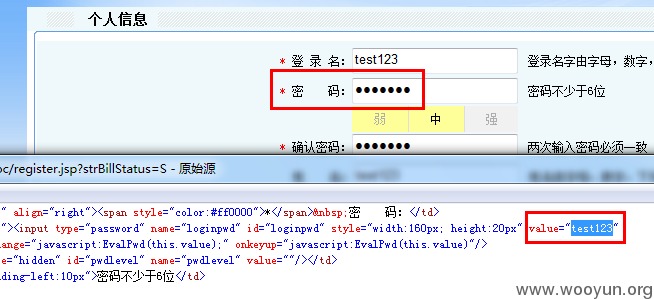 个人信息
* 登 录 名: test123 登录名字由字母，数字，
* 密 码: ●●●●●●● 密码不少于6位
弱 中 强
* 确认密码: ●●●●●●● 两次输入密码必须一致
oc/register.jsp?strBillStatus=S - 原始源
" align="right"><span style="color:#ff0000">*</span>&nbsp;密 码: </td>
"><input type="password" name="loginpwd" id="loginpwd" style="width:160px; height:20px" value="test123"
ange="javascript:EvalPwd(this.value);" onkeyup="javascript:EvalPwd(this.value)"/>
="hidden" id="pwdlevel" name="pwdlevel" value=""/></td>
ding-left:10px">密码不少于6位</td>
www.wooyun.org